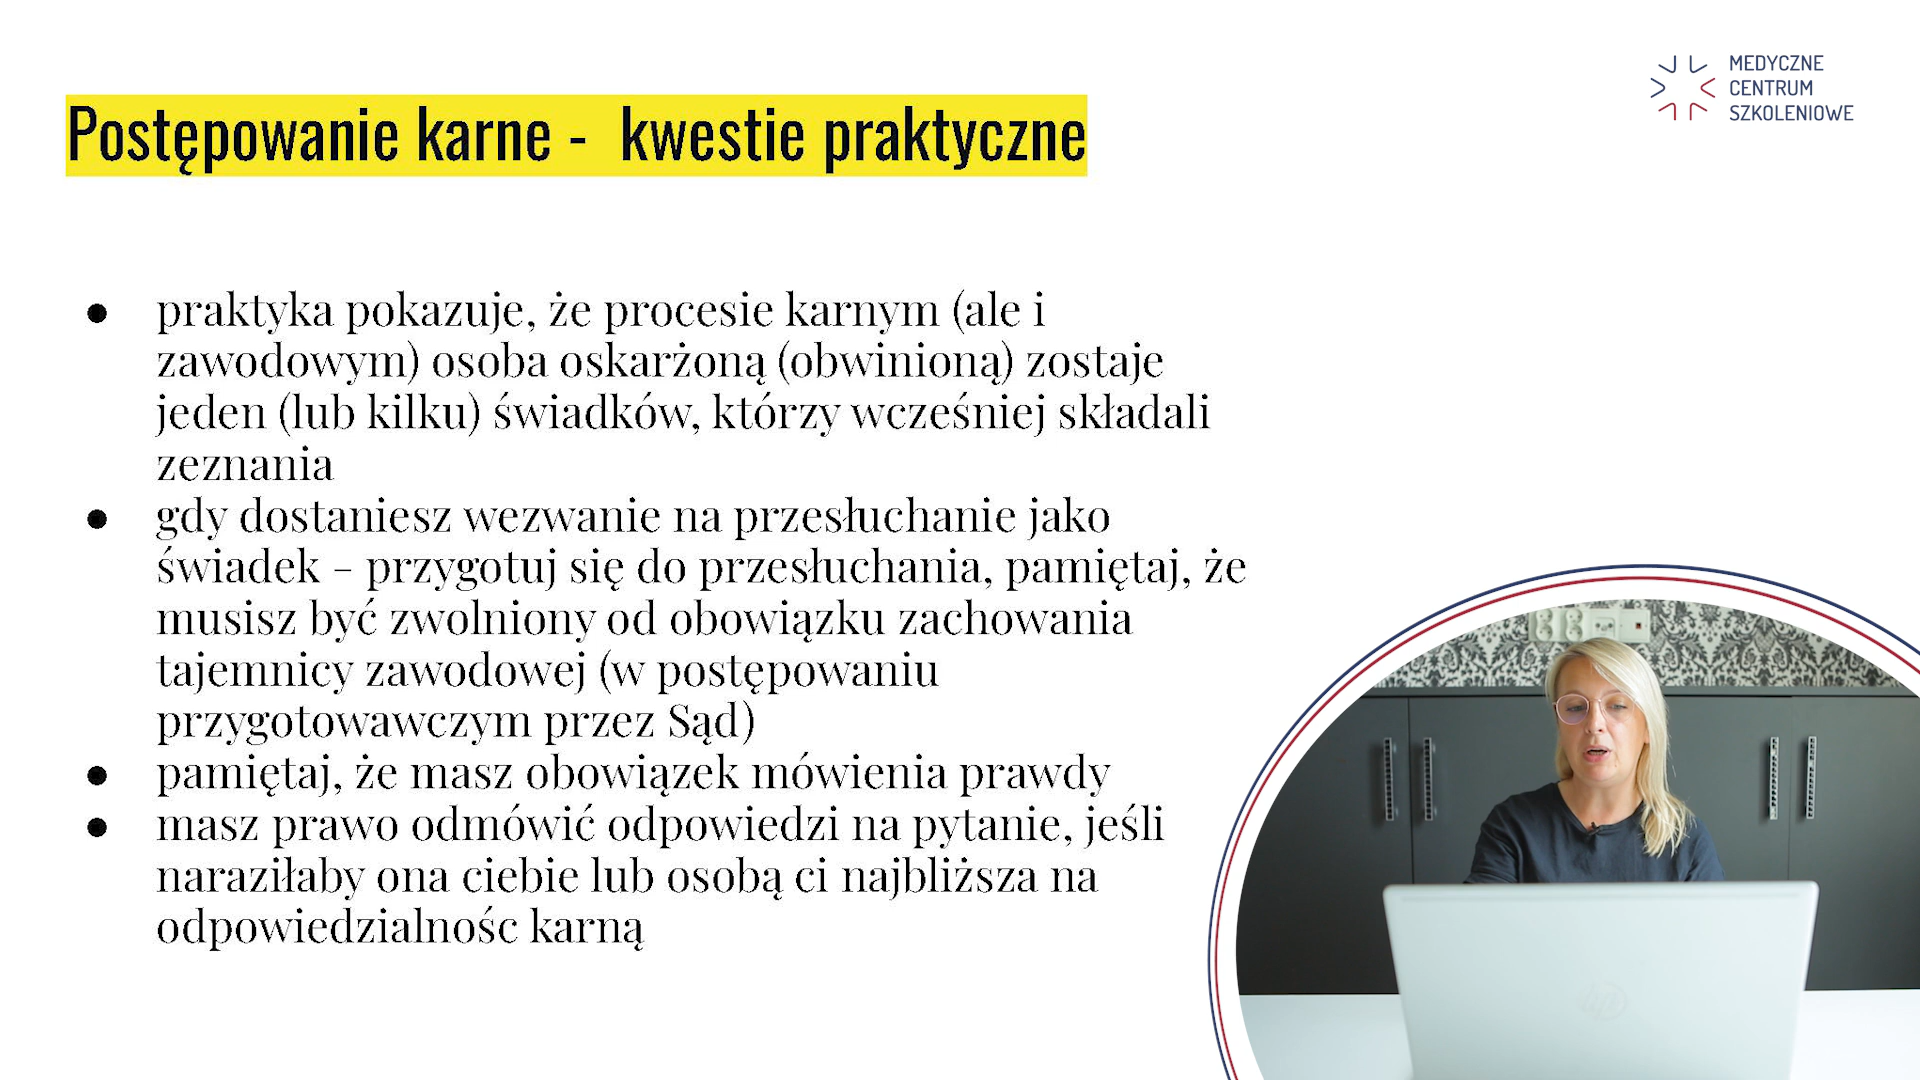 MEDYCZNE
CENTRUM
SZKOLENIOWE
Postępowanie karne - kwestie praktyczne
● praktyka pokazuje, że procesie karnym (ale i
zawodowym) osoba oskarżoną (obwinioną) zostaje
jeden (lub kilku) świadków, którzy wcześniej składali
zeznania
● gdy dostaniesz wezwanie na przesłuchanie jako
świadek – przygotuj się do przesłuchania, pamiętaj, że
musisz być zwolniony od obowiązku zachowania
tajemnicy zawodowej (w postępowaniu
przygotowawczym przez Sąd)
● pamiętaj, że masz obowiązek mówienia prawdy
● masz prawo odmówić odpowiedzi na pytanie, jeśli
naraziłaby ona ciebie lub osobą ci najbliższa na
odpowiedzialnośc karną
hp